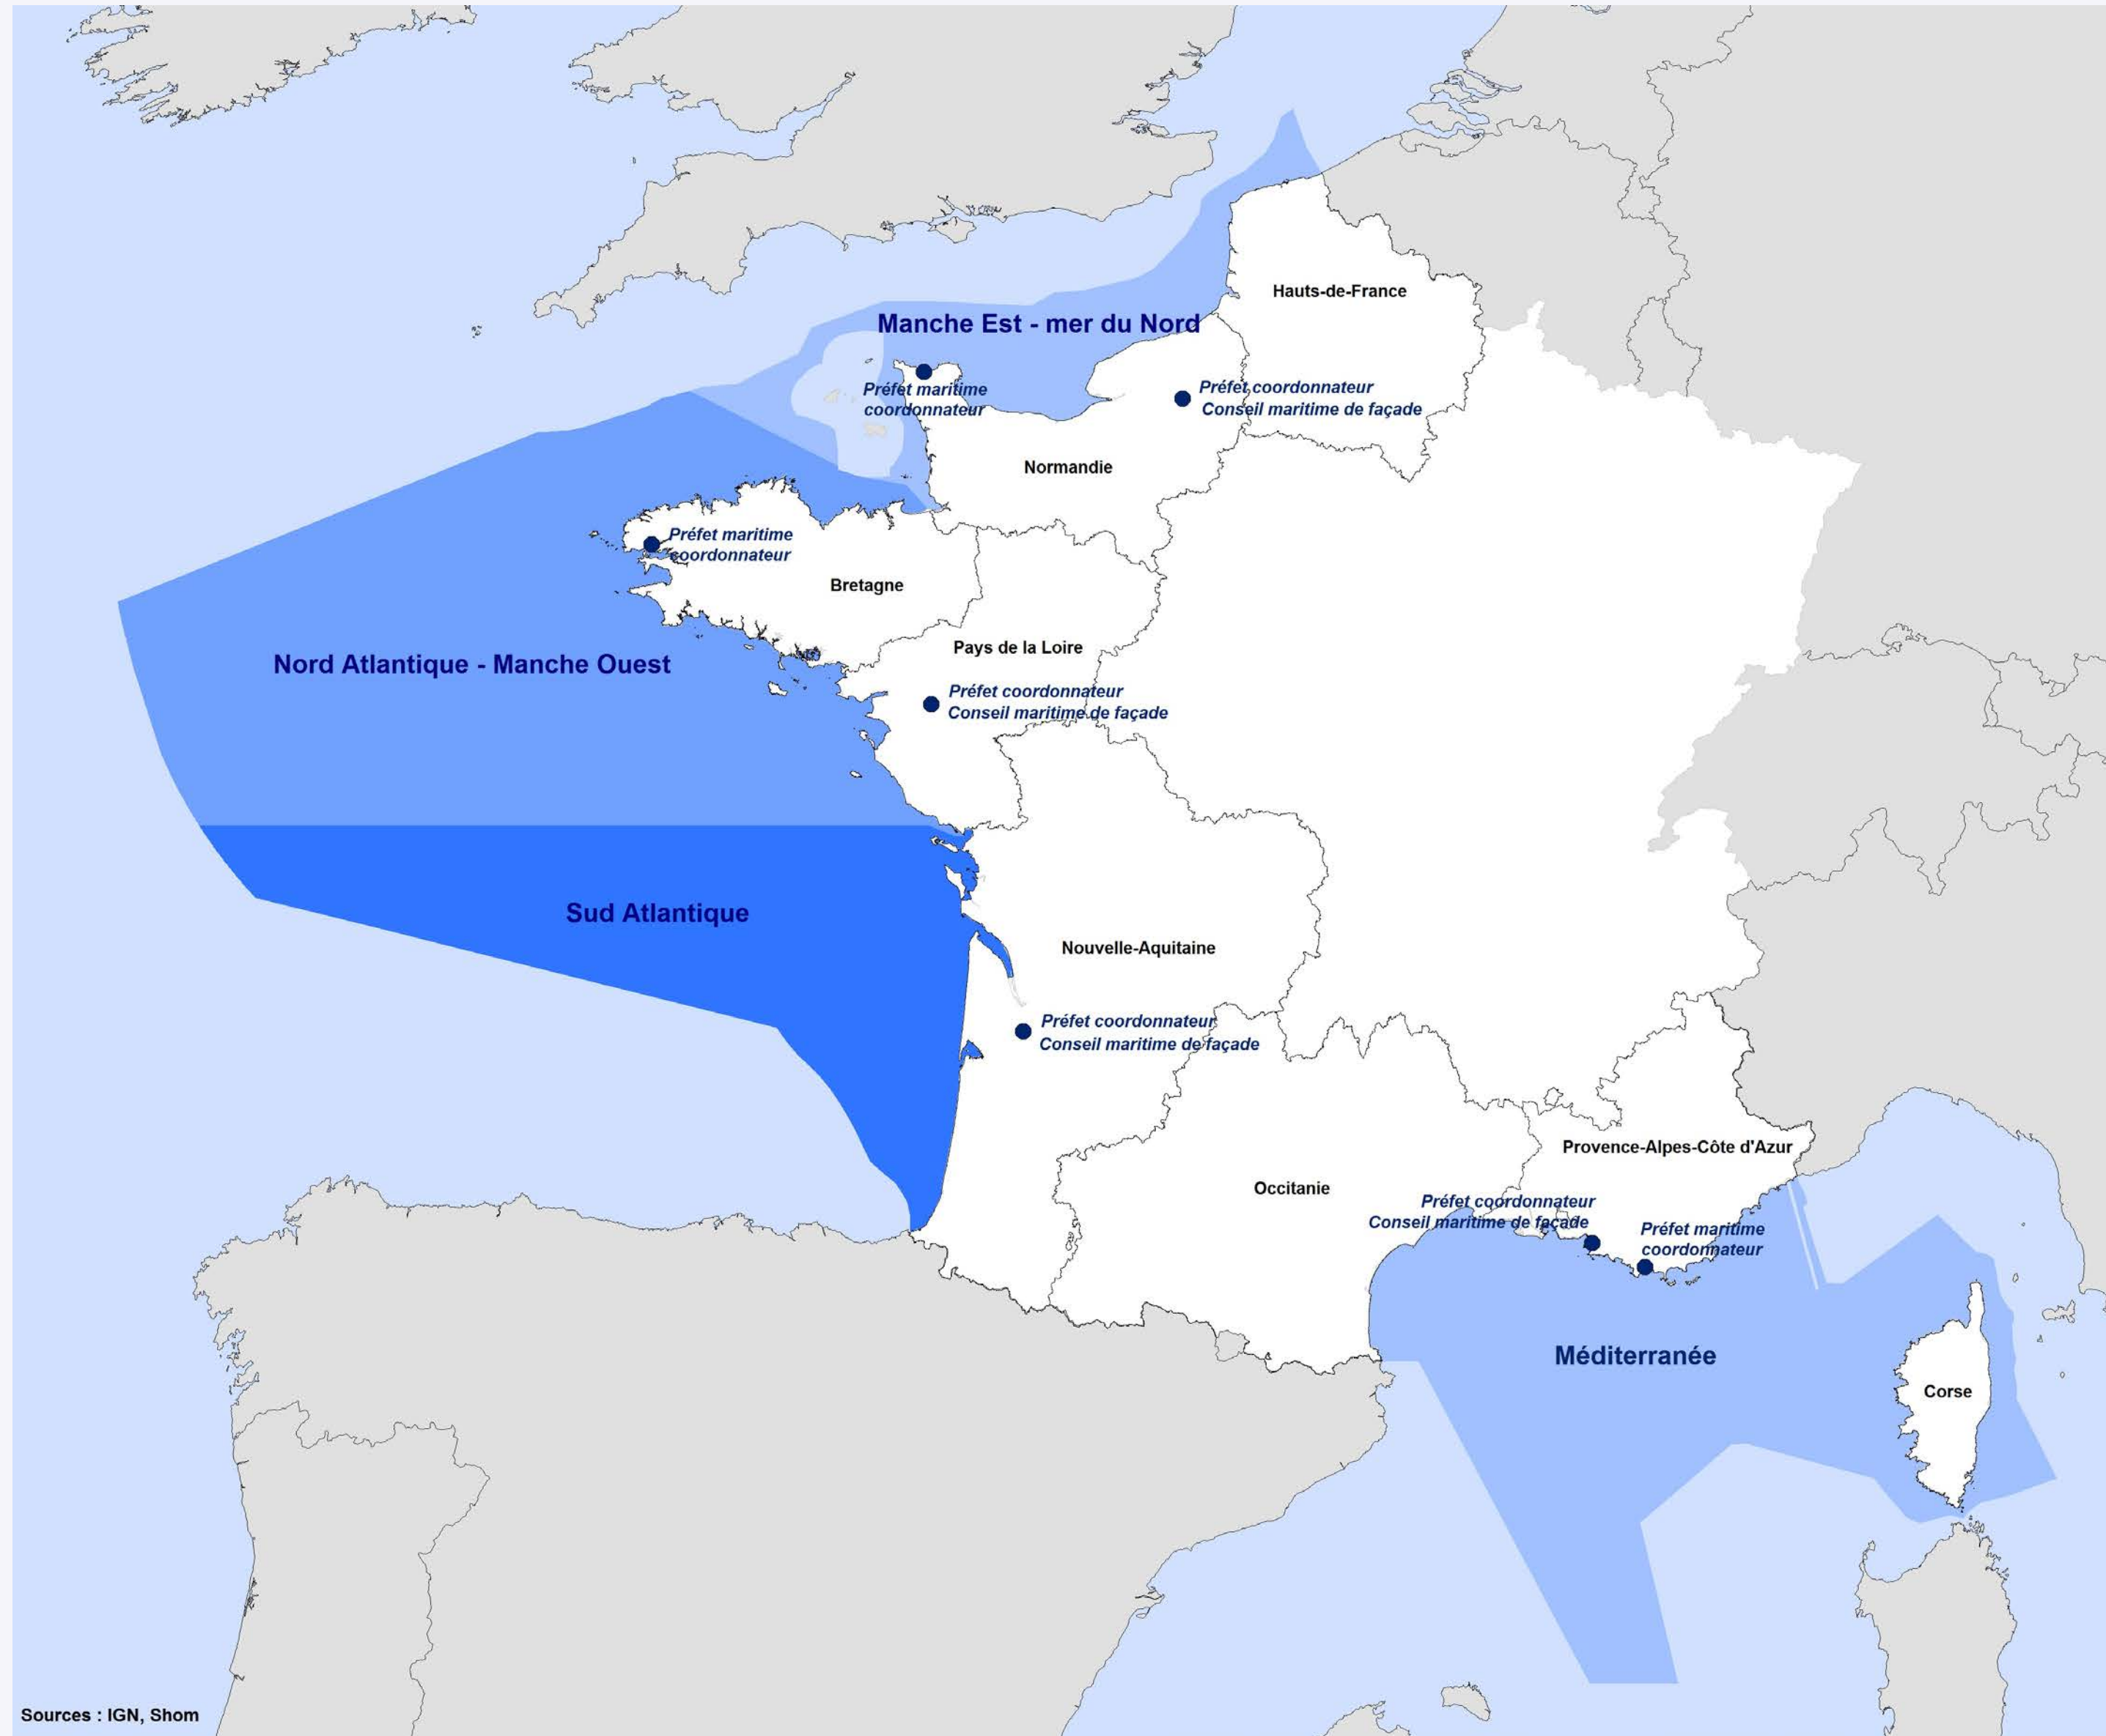 Hauts-de-France
Manche Est - mer du Nord
Préfet maritime
coordonnateur
Préfet coordonnateur
Conseil maritime de façade
Normandie
Préfet maritime
coordonnateur
Bretagne
Pays de la Loire
Nord Atlantique - Manche Ouest
Préfet coordonnateur
Conseil maritime de façade
Sud Atlantique
Nouvelle-Aquitaine
Préfet coordonnateur
Conseil maritime de façade
Provence-Alpes-Côte d'Azur
Occitanie
Préfet coordonnateur
Conseil maritime de façade
Préfet maritime
coordonnateur
Méditerranée
Corse
Sources : IGN, Shom